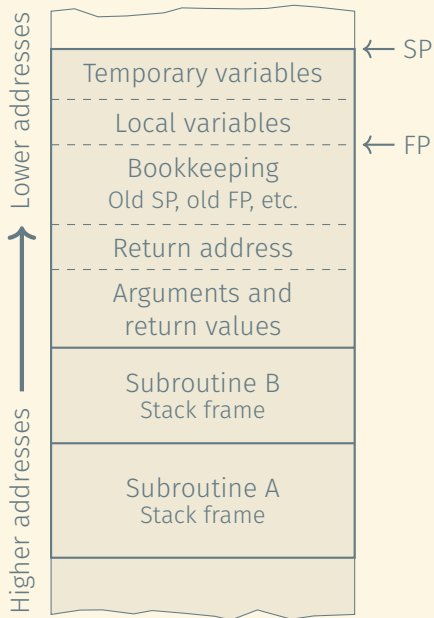 SP
Temporary variables
Local variables
FP
Bookkeeping
Old SP, old FP, etc.
Return address
Arguments and
return values
Subroutine B
Stack frame
Subroutine A
Stack frame
Lower addresses
Higher addresses